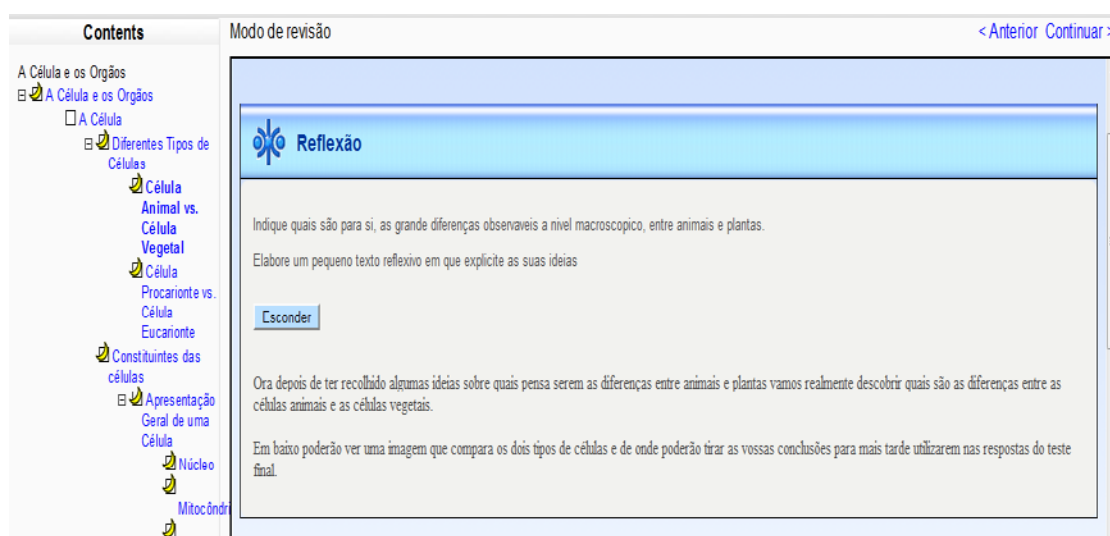 Contents
Modo de revisão
< Anterior Continuar >
A Célula e os Orgãos
A Célula e os Orgãos
A Célula
Diferentes Tipos de
Células
Célula
Animal vs.
Célula
Vegetal
Célula
Procarionte vs.
Célula
Eucarionte
Constituintes das
células
Apresentação
Geral de uma
Célula
Núcleo
Mitocôndri
Reflexão
Indique quais são para si, as grande diferenças observaveis a nivel macroscopico, entre animais e plantas.
Elabore um pequeno texto reflexivo em que explicite as suas ideias
Esconder
Ora depois de ter recolhido algumas ideias sobre quais pensa serem as diferenças entre animais e plantas vamos realmente descobrir quais são as diferenças entre as
células animais e as células vegetais.
Em baixo poderão ver uma imagem que compara os dois tipos de células e de onde poderão tirar as vossas conclusões para mais tarde utilizarem nas respostas do teste
final.